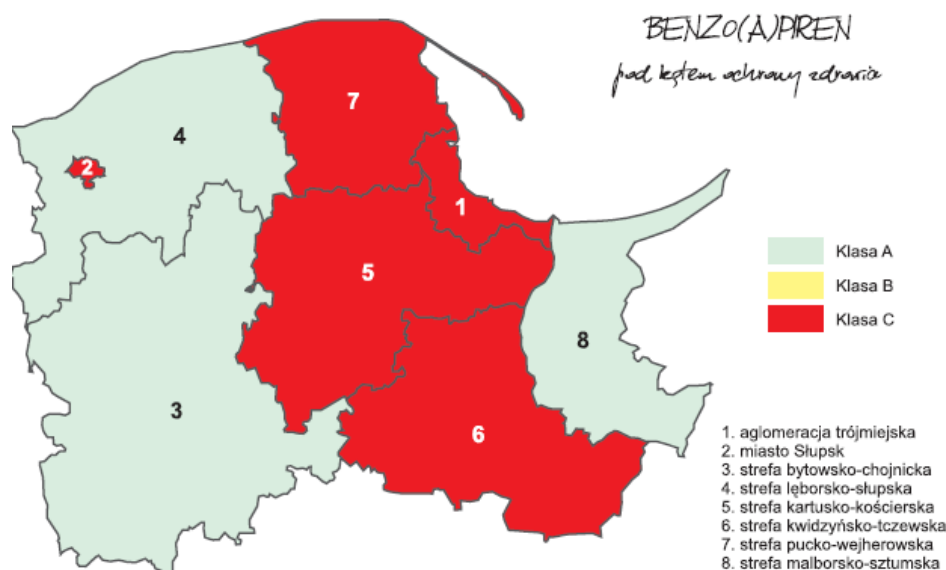 BENZO(A)PIREN
pod kątem ochrony zdrowia
7
4
2
1
5
8
3
6
Klasa A
Klasa B
Klasa C
1. aglomeracja trójmiejska
2. miasto Słupsk
3. strefa bytowsko-chojnicka
4. strefa lęborsko-słupska
5. strefa kartusko-kościerska
6. strefa kwidzyńsko-tczewska
7. strefa pucko-wejherowska
8. strefa malborsko-sztumska